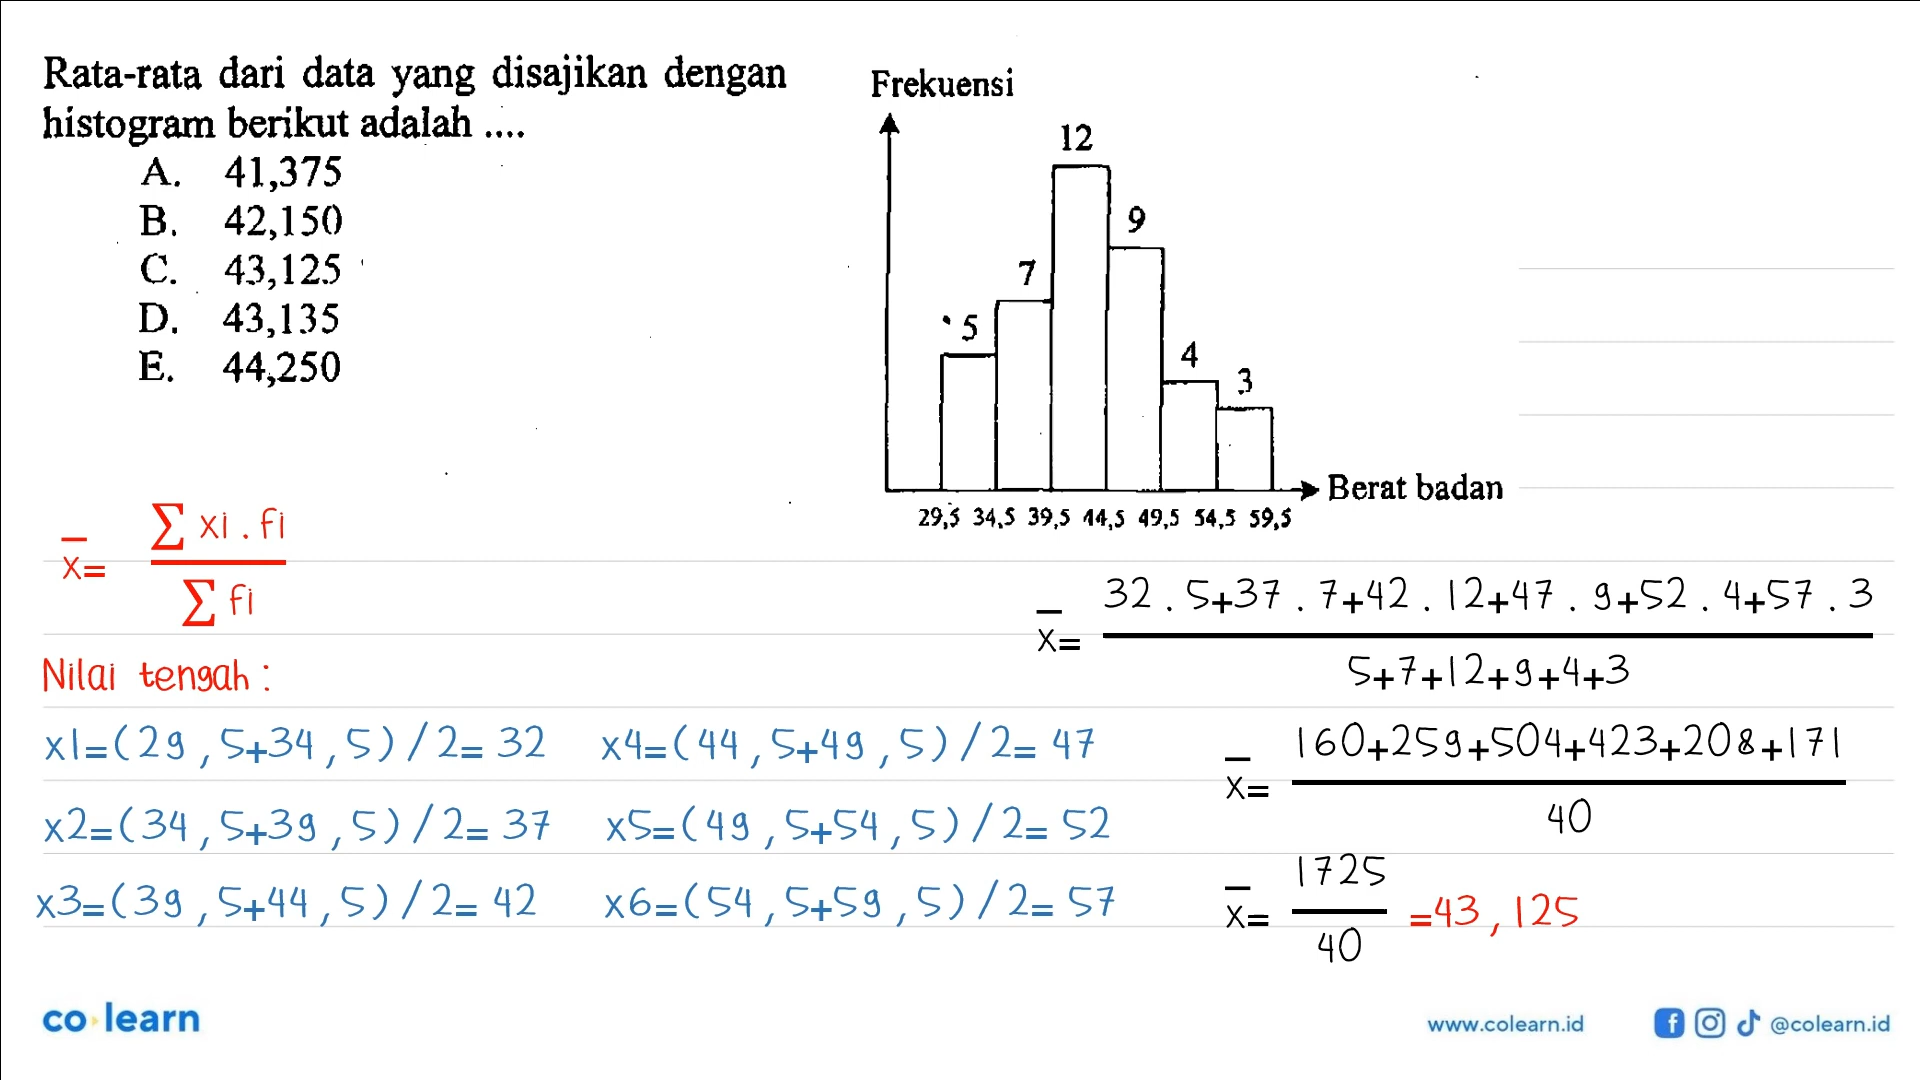 Rata-rata dari data yang disajikan dengan
histogram berikut adalah ....
A. 41,375
B. 42,150
C. 43,125
D. 43,135
E. 44,250
Frekuensi
12
9
7
5
4
3
Berat badan
29,5 34,5 39,5 44,5 49,5 54,5 59,5
x̄= ∑ xi . fi
∑ fi
Nilai tengah :
x1=(29,5+34,5)/2= 32
x2=(34,5+39,5)/2= 37
x3=(39,5+44,5)/2= 42
x4=(44,5+49,5)/2= 47
x5=(49,5+54,5)/2= 52
x6=(54,5+59,5)/2= 57
x̄= 32 . 5+37 . 7+42 . 12+47 . 9+52 . 4+57 . 3
5+7+12+9+4+3
x̄= 160+259+504+423+208+171
40
x̄= 1725 =43,125
40
co learn
www.colearn.id
@colearn.id